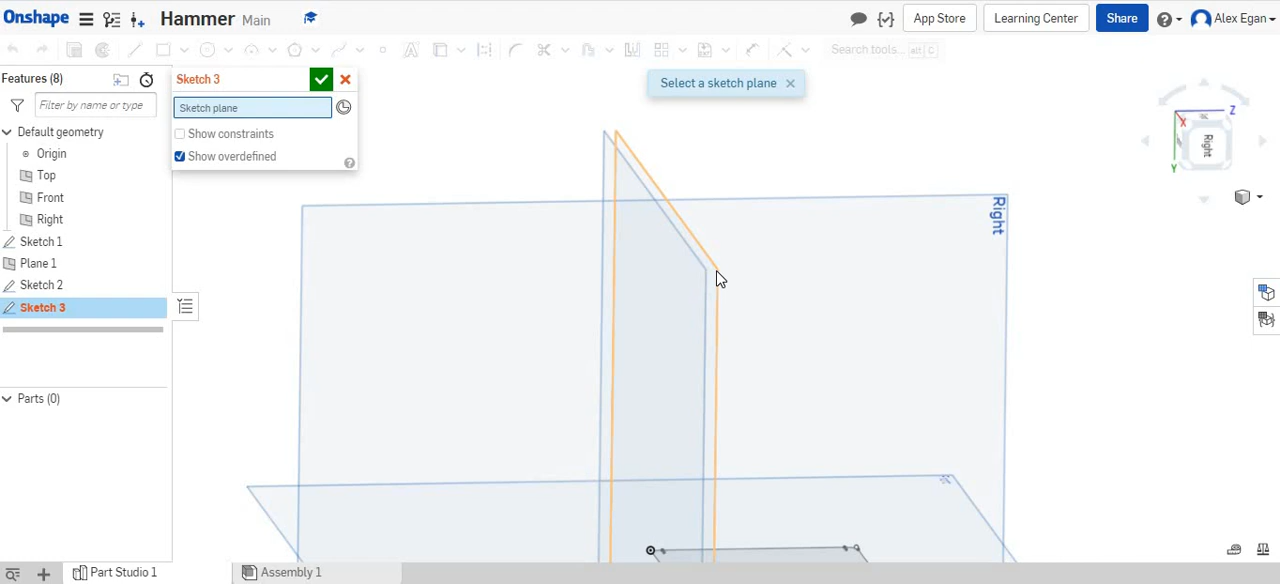 Onshape
Hammer Main
App Store
Learning Center
Share
Alex Egan
Search tools... alt C
Features (8)
Filter by name or type
Default geometry
Origin
Top
Front
Right
Sketch 1
Plane 1
Sketch 2
Sketch 3
Parts (0)
Sketch 3
Sketch plane
Show constraints
Show overdefined
Select a sketch plane
Right
Z
X
Y
Right
Part Studio 1
Assembly 1